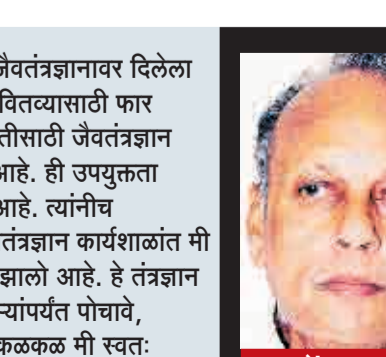 जैवतंत्रज्ञानावर दिलेला
वितव्यासाठी फार
तीसाठी जैवतंत्रज्ञान
आहे. ही उपयुक्तता
आहे. त्यांनीच
तंत्रज्ञान कार्यशाळांत मी
झालो आहे. हे तंत्रज्ञान
ऱ्यांपर्यंत पोचावे,
कळकळ मी स्वतः